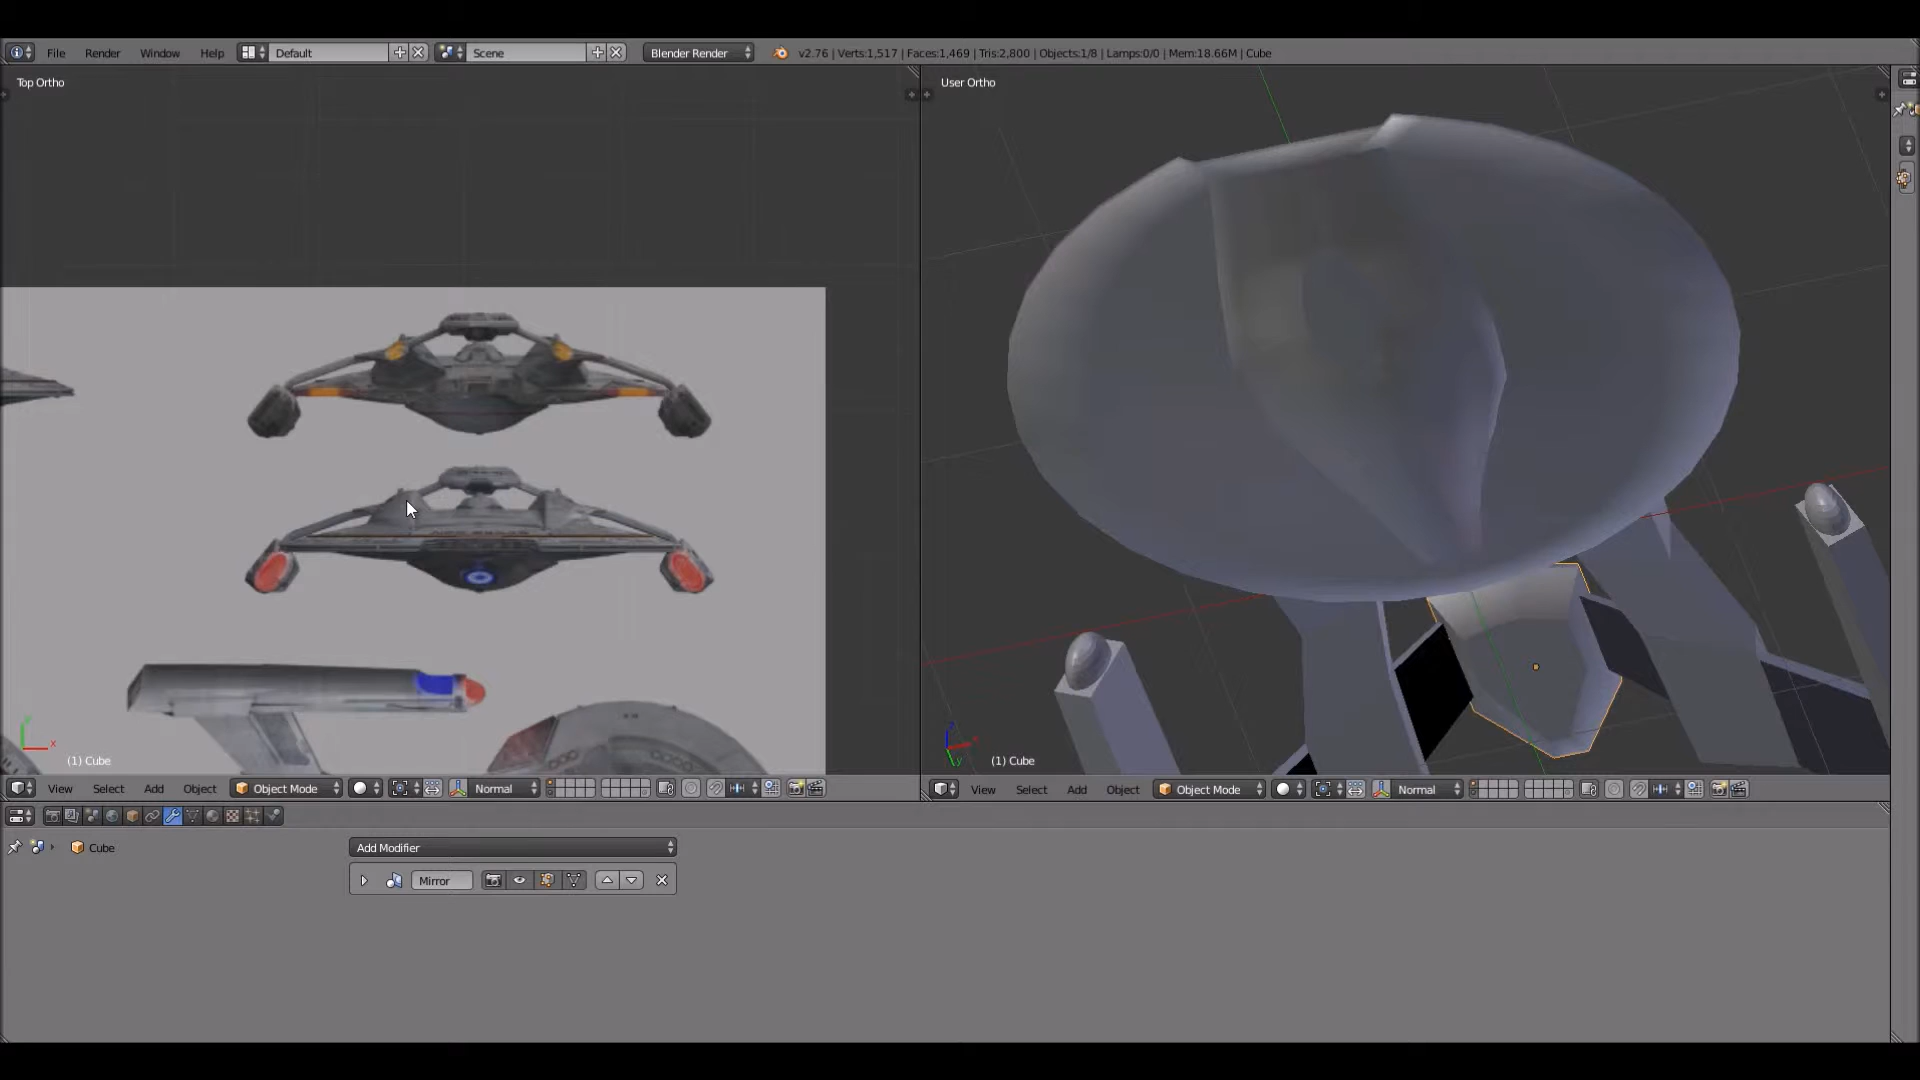 File Render Window Help Default Scene Blender Render v2.76 | Verts:1,517 | Faces:1,469 | Tris:2,800 | Objects:1/8 | Lamps:0/0 | Mem:18.66M | Cube
Top Ortho
User Ortho
y
x
(1) Cube
z
x
y
(1) Cube
View Select Add Object Object Mode Normal
View Select Add Object Object Mode Normal
Cube
Add Modifier
Mirror